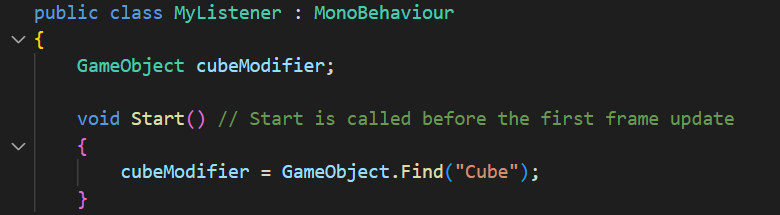 public class MyListener : MonoBehaviour
{
GameObject cubeModifier;
void Start() // Start is called before the first frame update
{
cubeModifier = GameObject.Find("Cube");
}